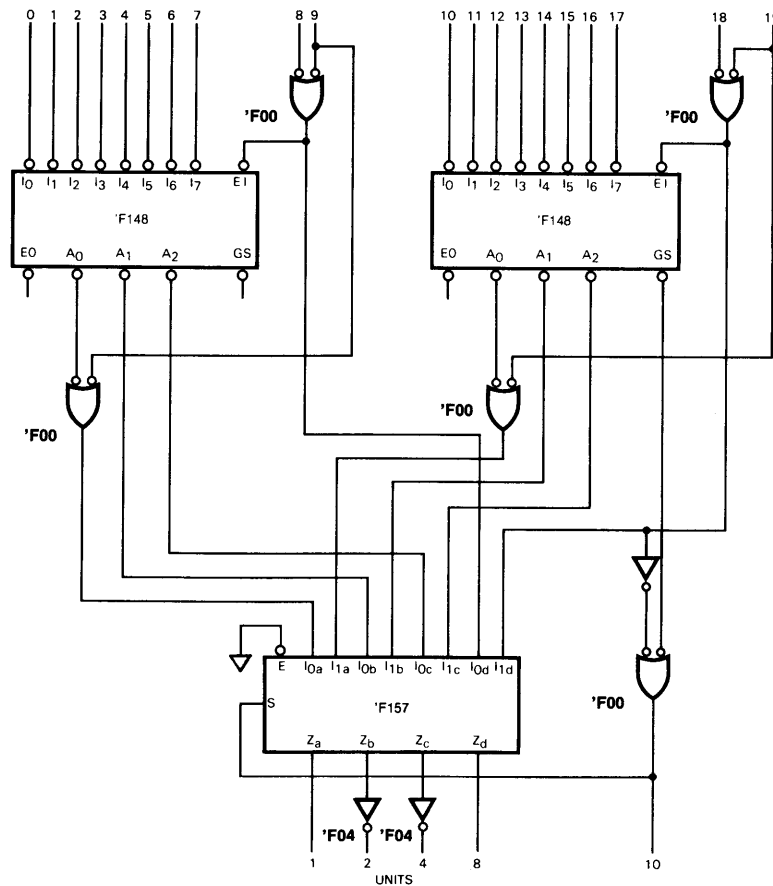 0 1 2 3 4 5 6 7 8 9 10 11 12 13 14 15 16 17 18 19
'F00 'F00
I0 I1 I2 I3 I4 I5 I6 I7 EI I0 I1 I2 I3 I4 I5 I6 I7 EI
'F148 'F148
EO A0 A1 A2 GS EO A0 A1 A2 GS
'F00 'F00
E I0a I1a I0b I1b I0c I1c I0d I1d
S 'F157 'F00
Za Zb Zc Zd
'F04 'F04
1 2 4 8 10
UNITS